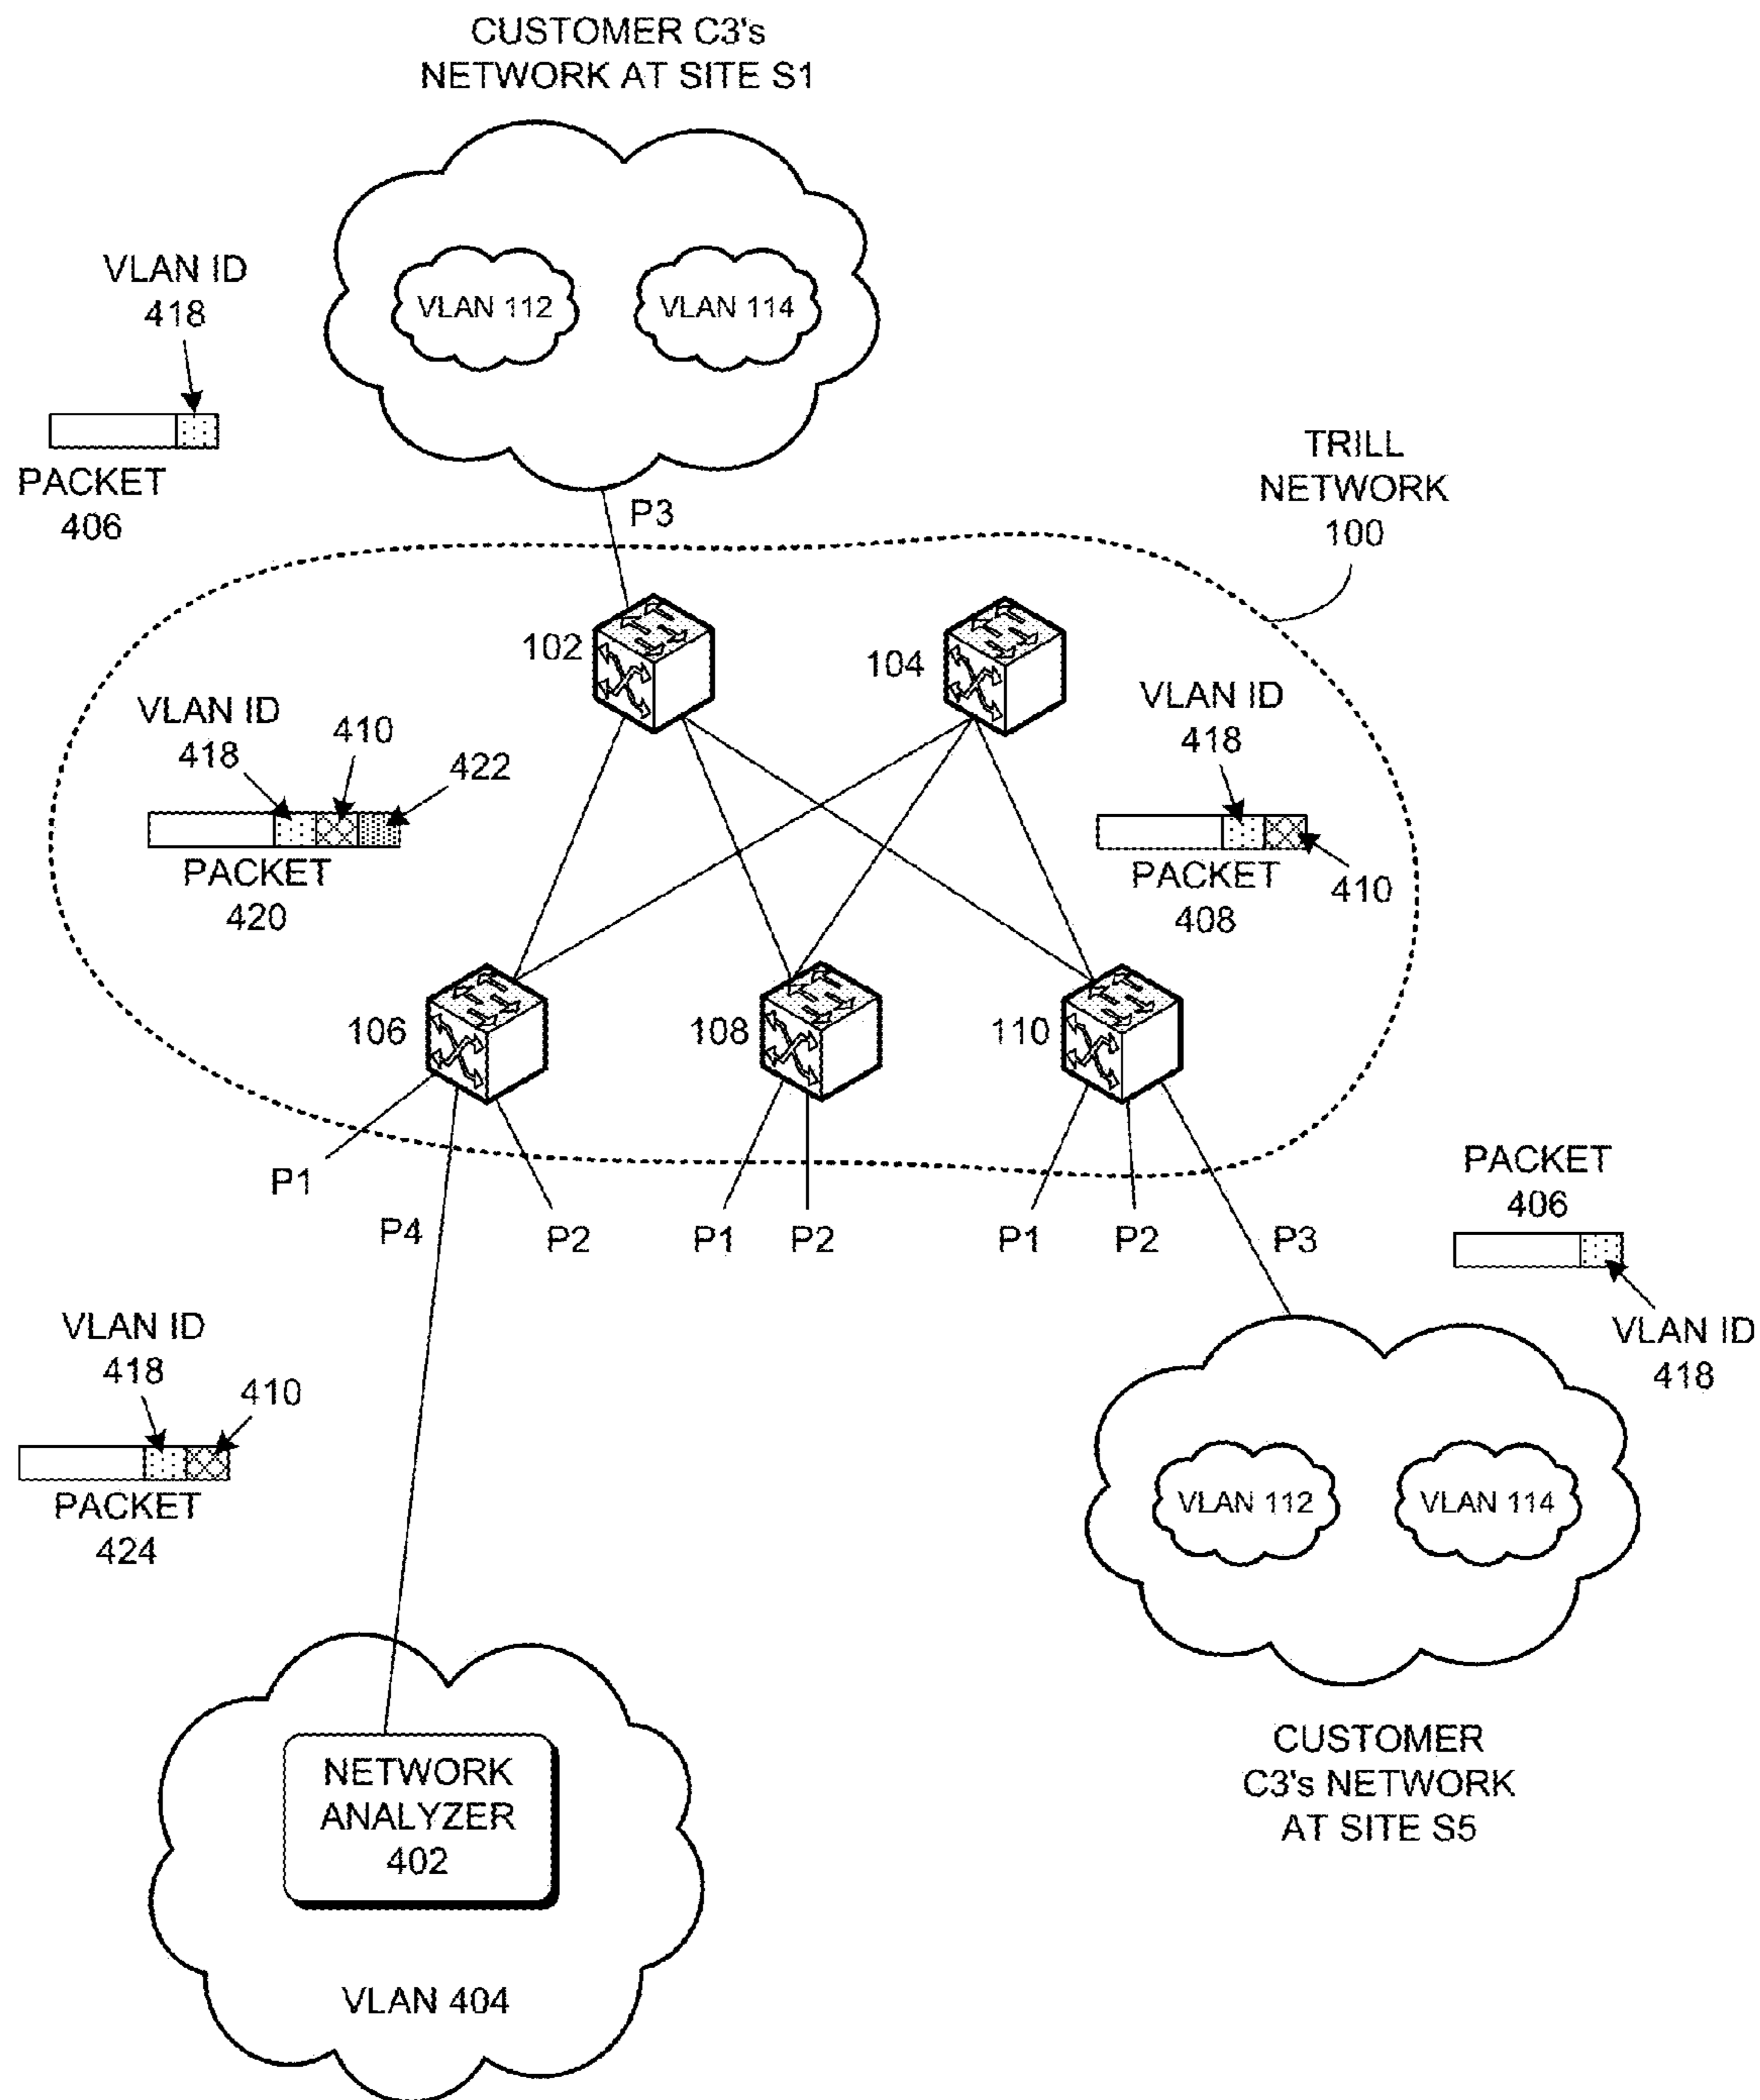 CUSTOMER C3's
NETWORK AT SITE S1
VLAN ID
418
VLAN 112
VLAN 114
PACKET
406
P3
TRILL
NETWORK
100
102
104
VLAN ID
418
410
422
PACKET
420
VLAN ID
418
PACKET
408
410
106
108
110
P1
P4
P2
P1
P2
P1
P2
P3
PACKET
406
VLAN ID
418
VLAN ID
418
410
PACKET
424
VLAN 112
VLAN 114
CUSTOMER
C3's NETWORK
AT SITE S5
NETWORK
ANALYZER
402
VLAN 404